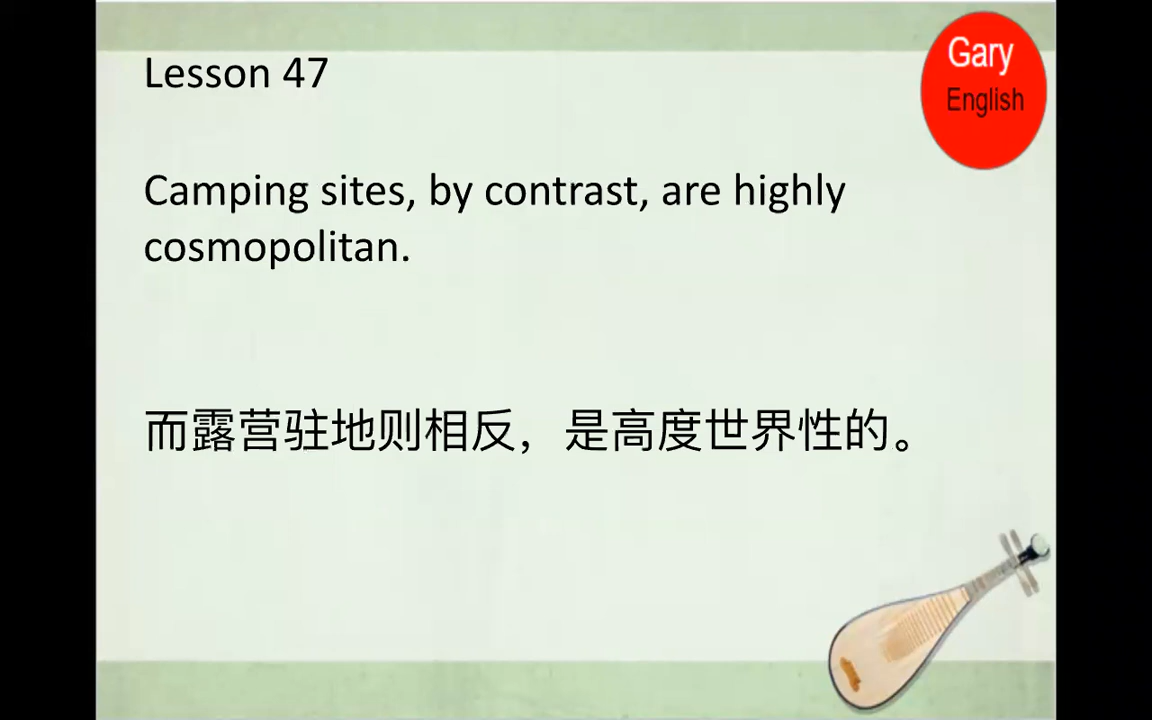 Lesson 47
Gary
English
Camping sites, by contrast, are highly
cosmopolitan.
而露营驻地则相反，是高度世界性的。